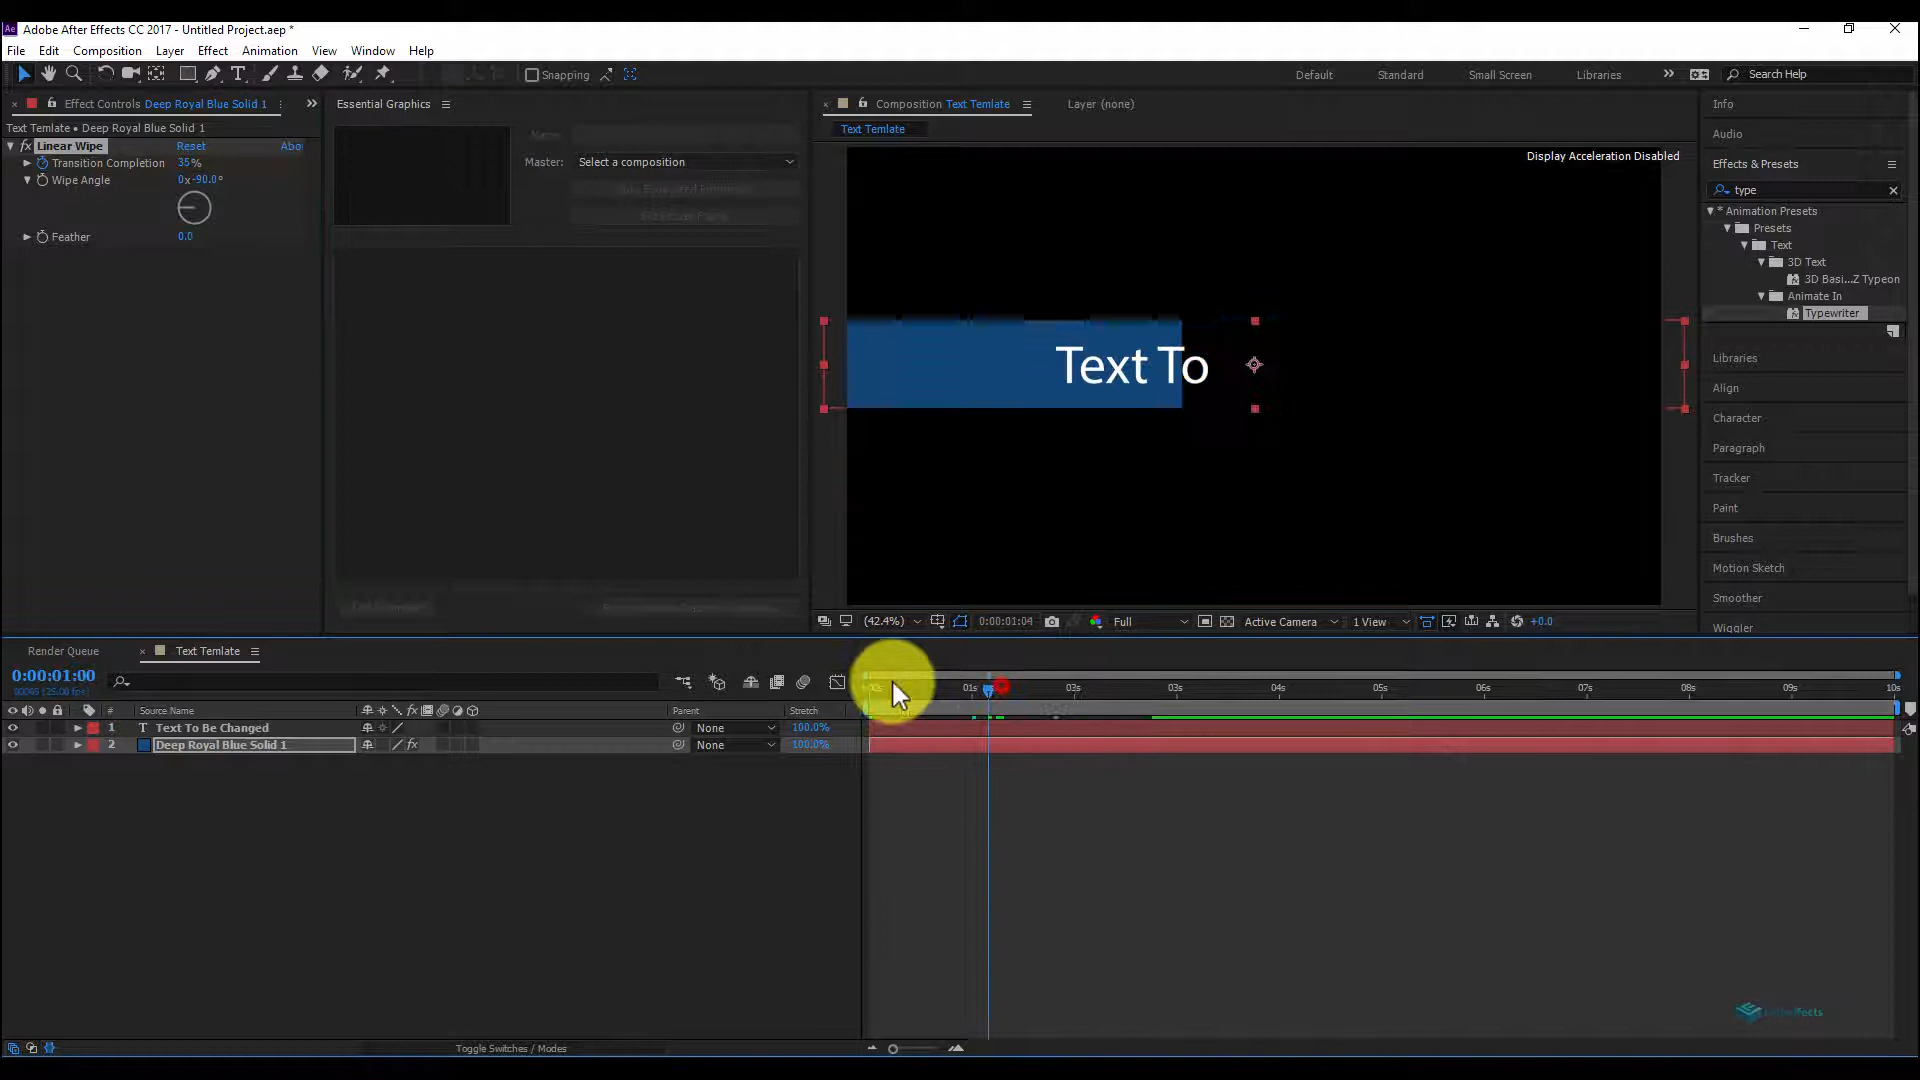 Adobe After Effects CC 2017 - Untitled Project.aep *
File Edit Composition Layer Effect Animation View Window Help
Snapping Default Standard Small Screen Libraries Search Help
Effect Controls Deep Royal Blue Solid 1
Essential Graphics
Composition Text Temlate
Layer (none)
Info
Text Temlate • Deep Royal Blue Solid 1
Text Temlate
Audio
fx Linear Wipe Reset Abo
Name:
Display Acceleration Disabled
Transition Completion 35%
Master: Select a composition
Effects & Presets
Wipe Angle 0x-90.0°
type
Feather 0.0
* Animation Presets
Presets
Text
3D Text
3D Basi...Z Typeon
Animate In
Typewriter
Text To
Libraries
Align
Character
Paragraph
Tracker
Paint
Brushes
Motion Sketch
Smoother
Wiggler
(42.4%) 0:00:01:04 Full Active Camera 1 View +0.0
Render Queue Text Temlate
0:00:01:00
(25.00 fps)
01s 03s 03s 04s 05s 06s 07s 08s 09s 10s
# Source Name Parent Stretch
1 T Text To Be Changed None 100.0%
2 Deep Royal Blue Solid 1 fx None 100.0%
Toggle Switches / Modes